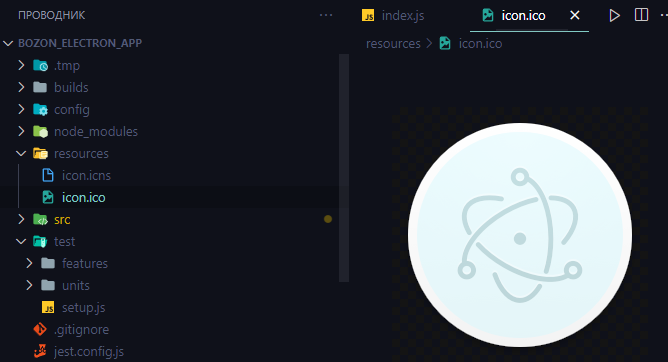 ПРОВОДНИК
BOZON_ELECTRON_APP
.tmp
builds
config
node_modules
resources
icon.icns
icon.ico
src
test
features
units
JS setup.js
.gitignore
jest.config.js
JS index.js
icon.ico
resources > icon.ico